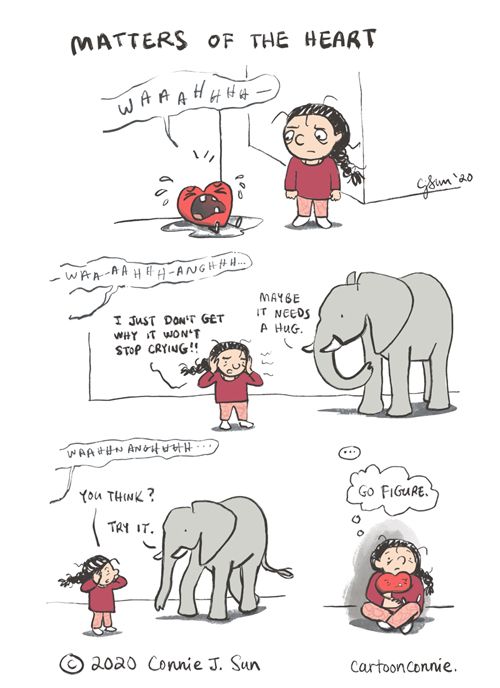 MATTERS OF THE HEART
WAAAAHHHHH—
CJSun '20
WAA-AAHHH-ANGHHH...
I JUST DON'T GET
WHY IT WON'T
STOP CRYING!!
MAYBE
IT NEEDS
A HUG.
WAAHHNANGHHHH...
YOU THINK?
TRY IT.
...
GO FIGURE.
© 2020 Connie J. Sun
cartoonconnie.